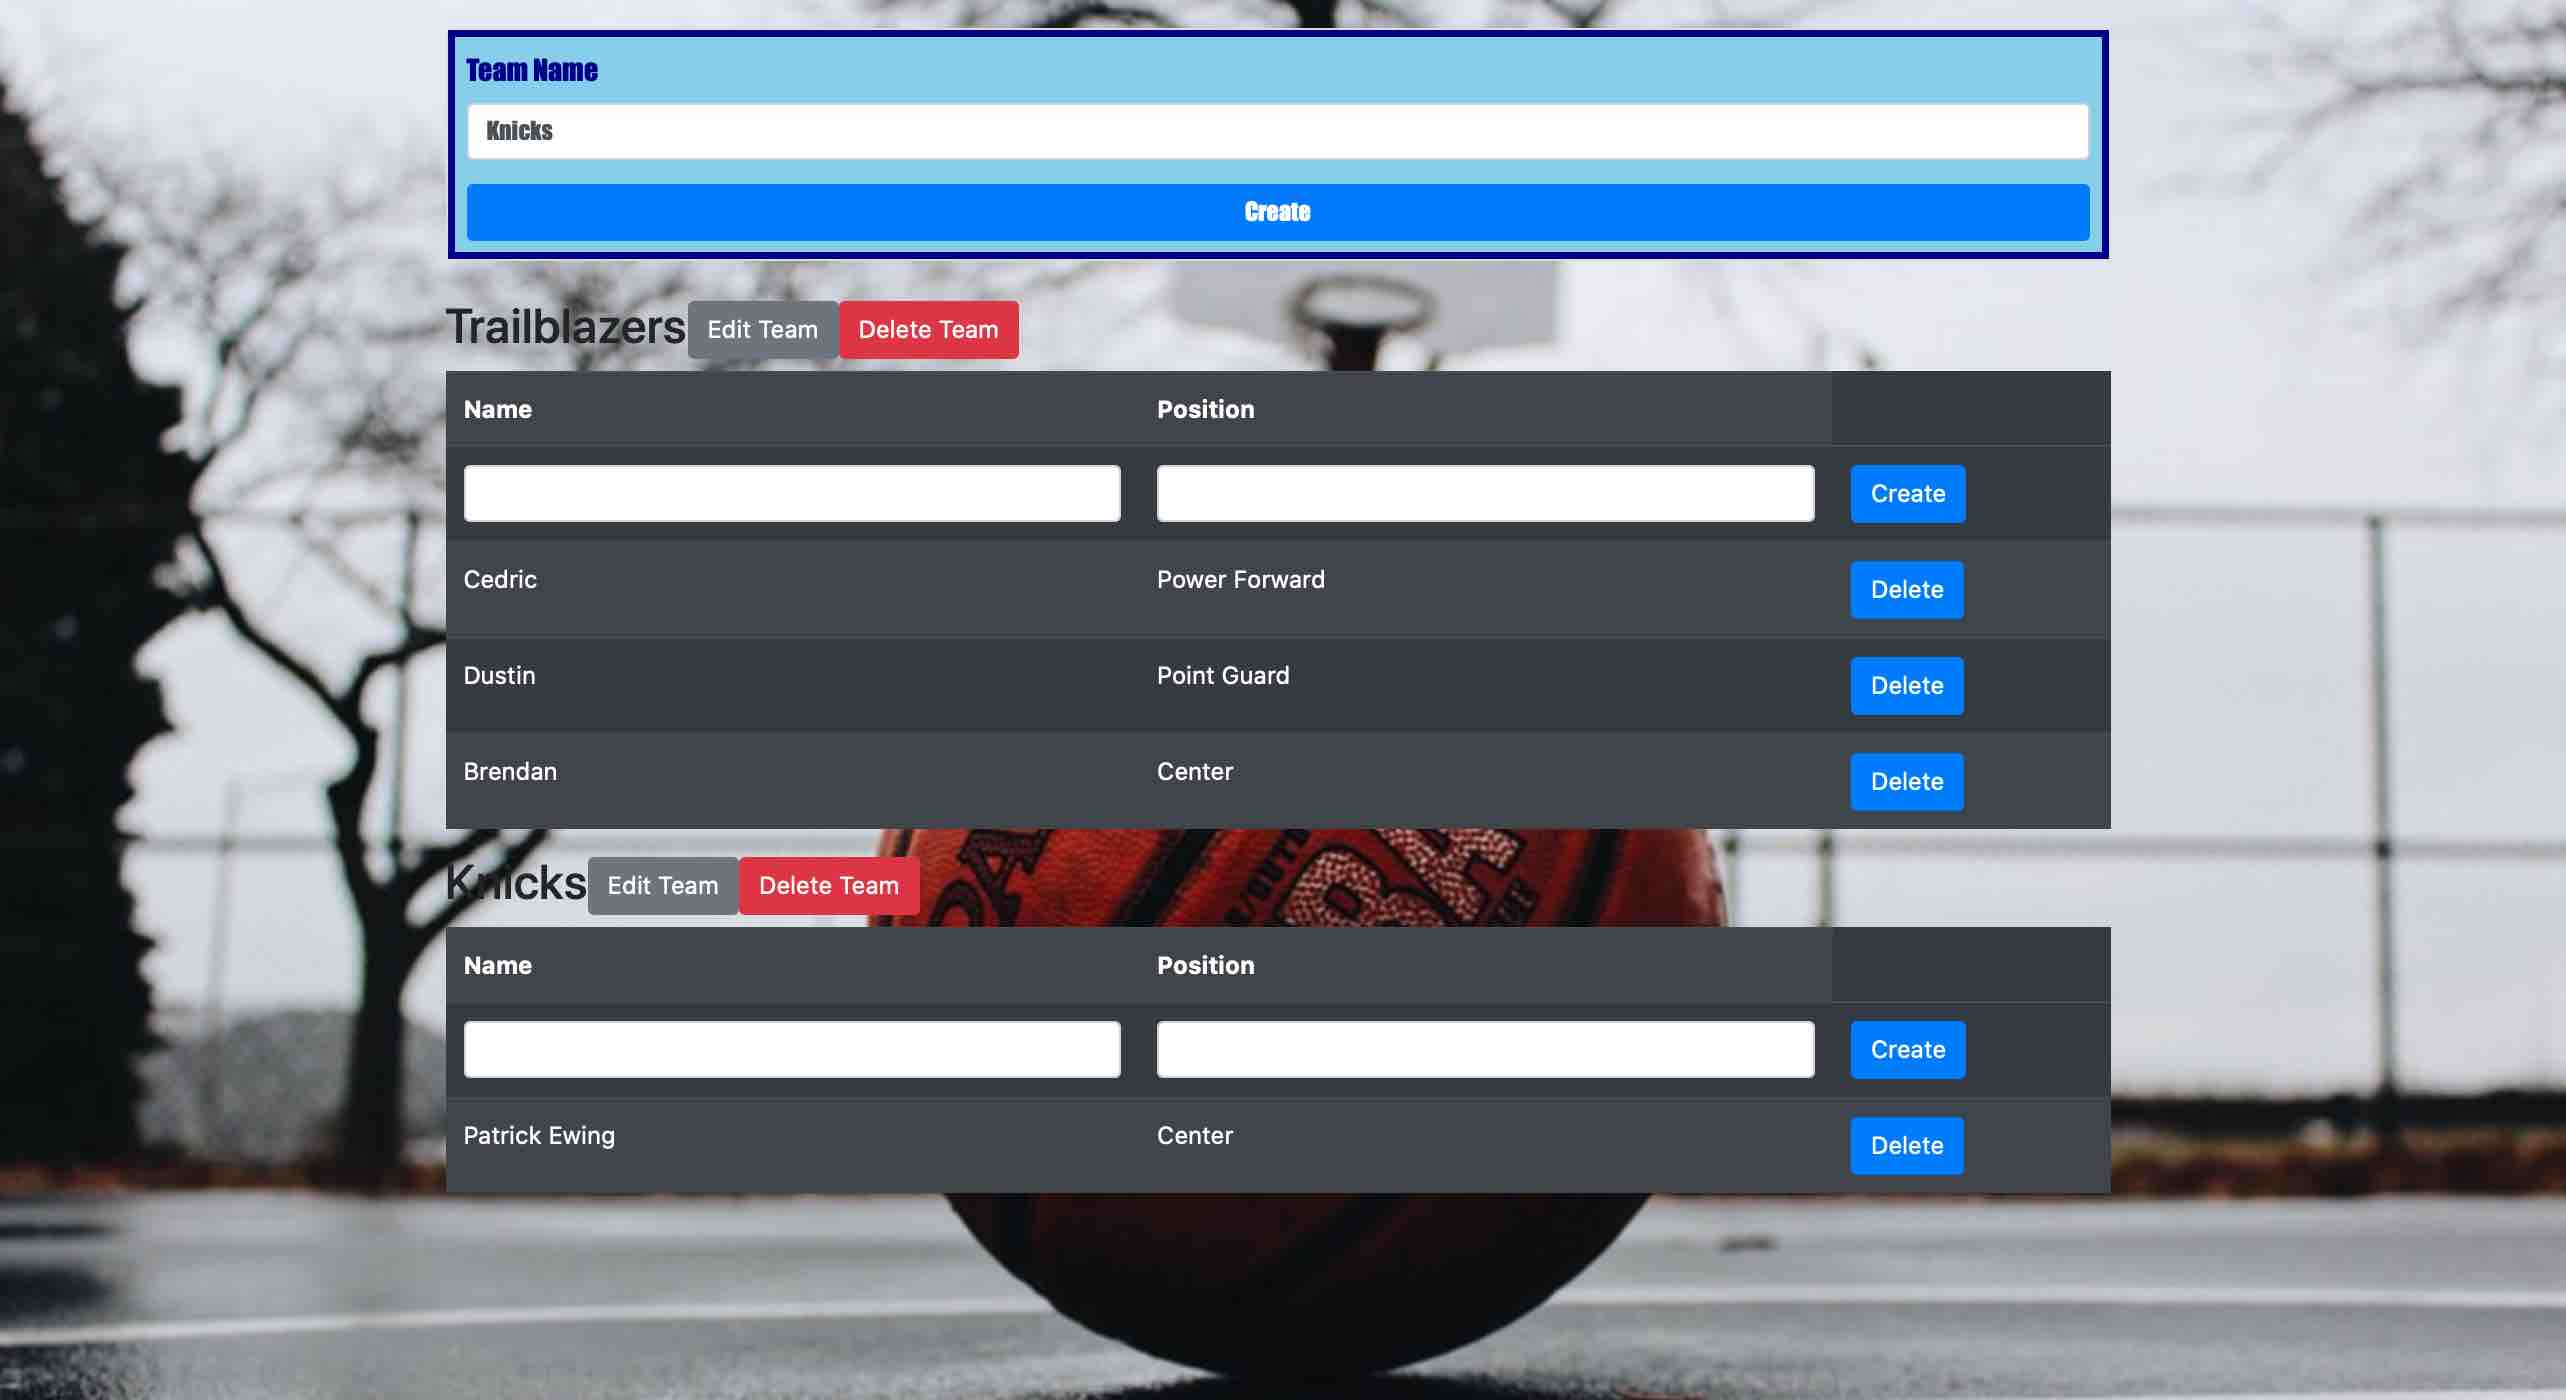 Team Name
Knicks
Create
Trailblazers Edit Team Delete Team
Name Position
Create
Cedric Power Forward Delete
Dustin Point Guard Delete
Brendan Center Delete
Knicks Edit Team Delete Team
Name Position
Create
Patrick Ewing Center Delete